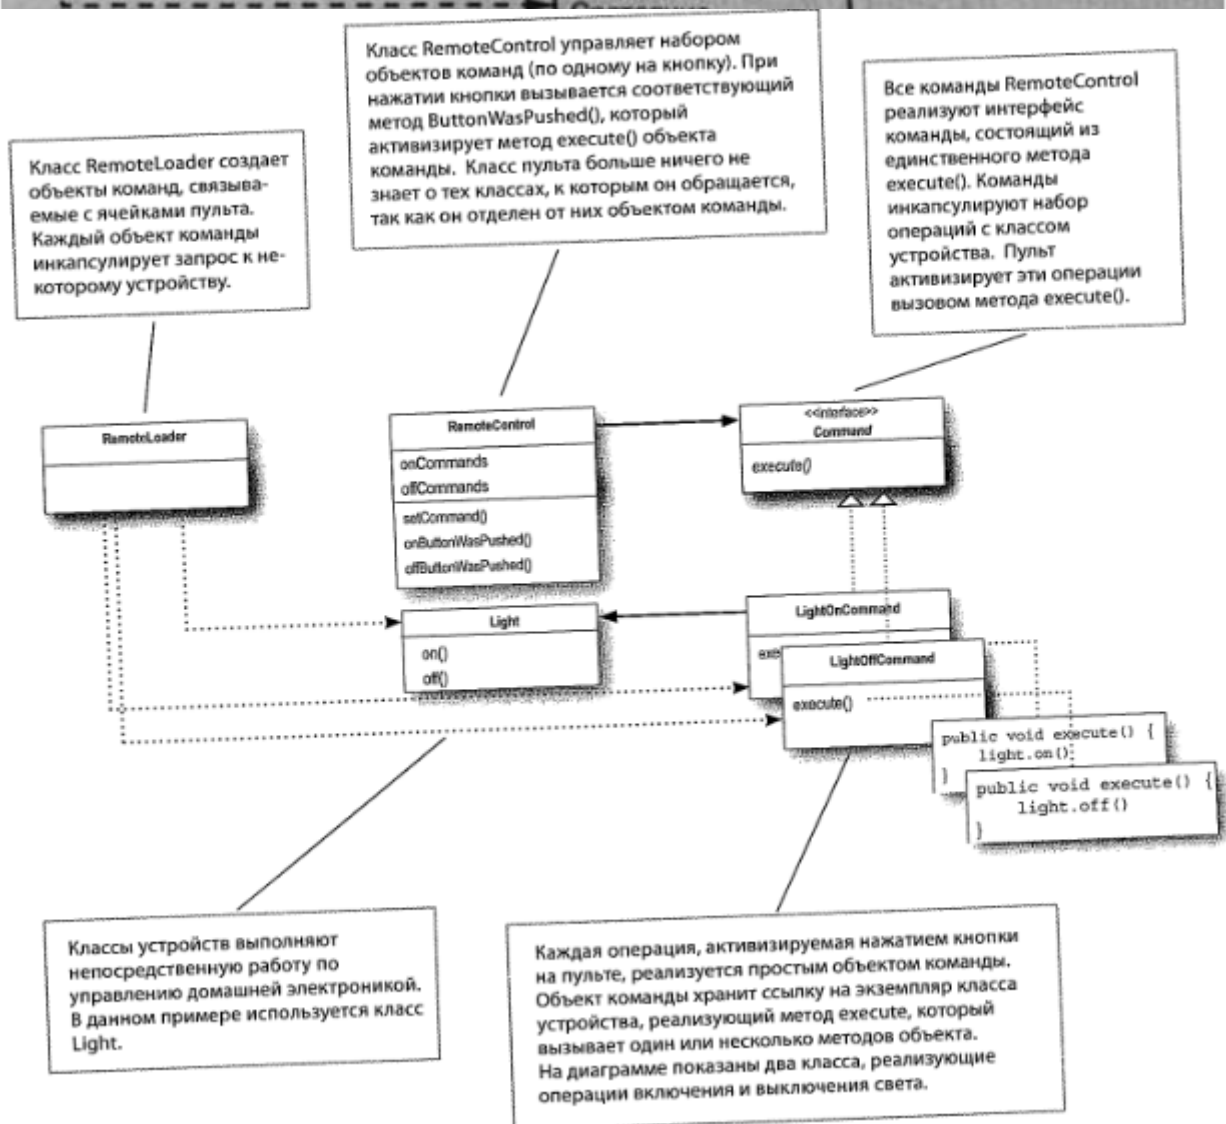 Класс RemoteControl управляет набором
объектов команд (по одному на кнопку). При
нажатии кнопки вызывается соответствующий
метод ButtonWasPushed(), который
активизирует метод execute() объекта
команды. Класс пульта больше ничего не
знает о тех классах, к которым он обращается,
так как он отделен от них объектом команды.
Все команды RemoteControl
реализуют интерфейс
команды, состоящий из
единственного метода
execute(). Команды
инкапсулируют набор
операций с классом
устройства. Пульт
активизирует эти операции
вызовом метода execute().
Класс RemoteLoader создает
объекты команд, связыва-
емые с ячейками пульта.
Каждый объект команды
инкапсулирует запрос к не-
которому устройству.
RemoteLoader
RemoteControl
onCommands
offCommands
setCommand()
onButtonWasPushed()
offButtonWasPushed()
<<interface>>
Command
execute()
Light
on()
off()
LightOnCommand
exe
LightOffCommand
execute()
public void execute() {
light.on()
}
public void execute() {
light.off()
}
Классы устройств выполняют
непосредственную работу по
управлению домашней электроникой.
В данном примере используется класс
Light.
Каждая операция, активизируемая нажатием кнопки
на пульте, реализуется простым объектом команды.
Объект команды хранит ссылку на экземпляр класса
устройства, реализующий метод execute, который
вызывает один или несколько методов объекта.
На диаграмме показаны два класса, реализующие
операции включения и выключения света.